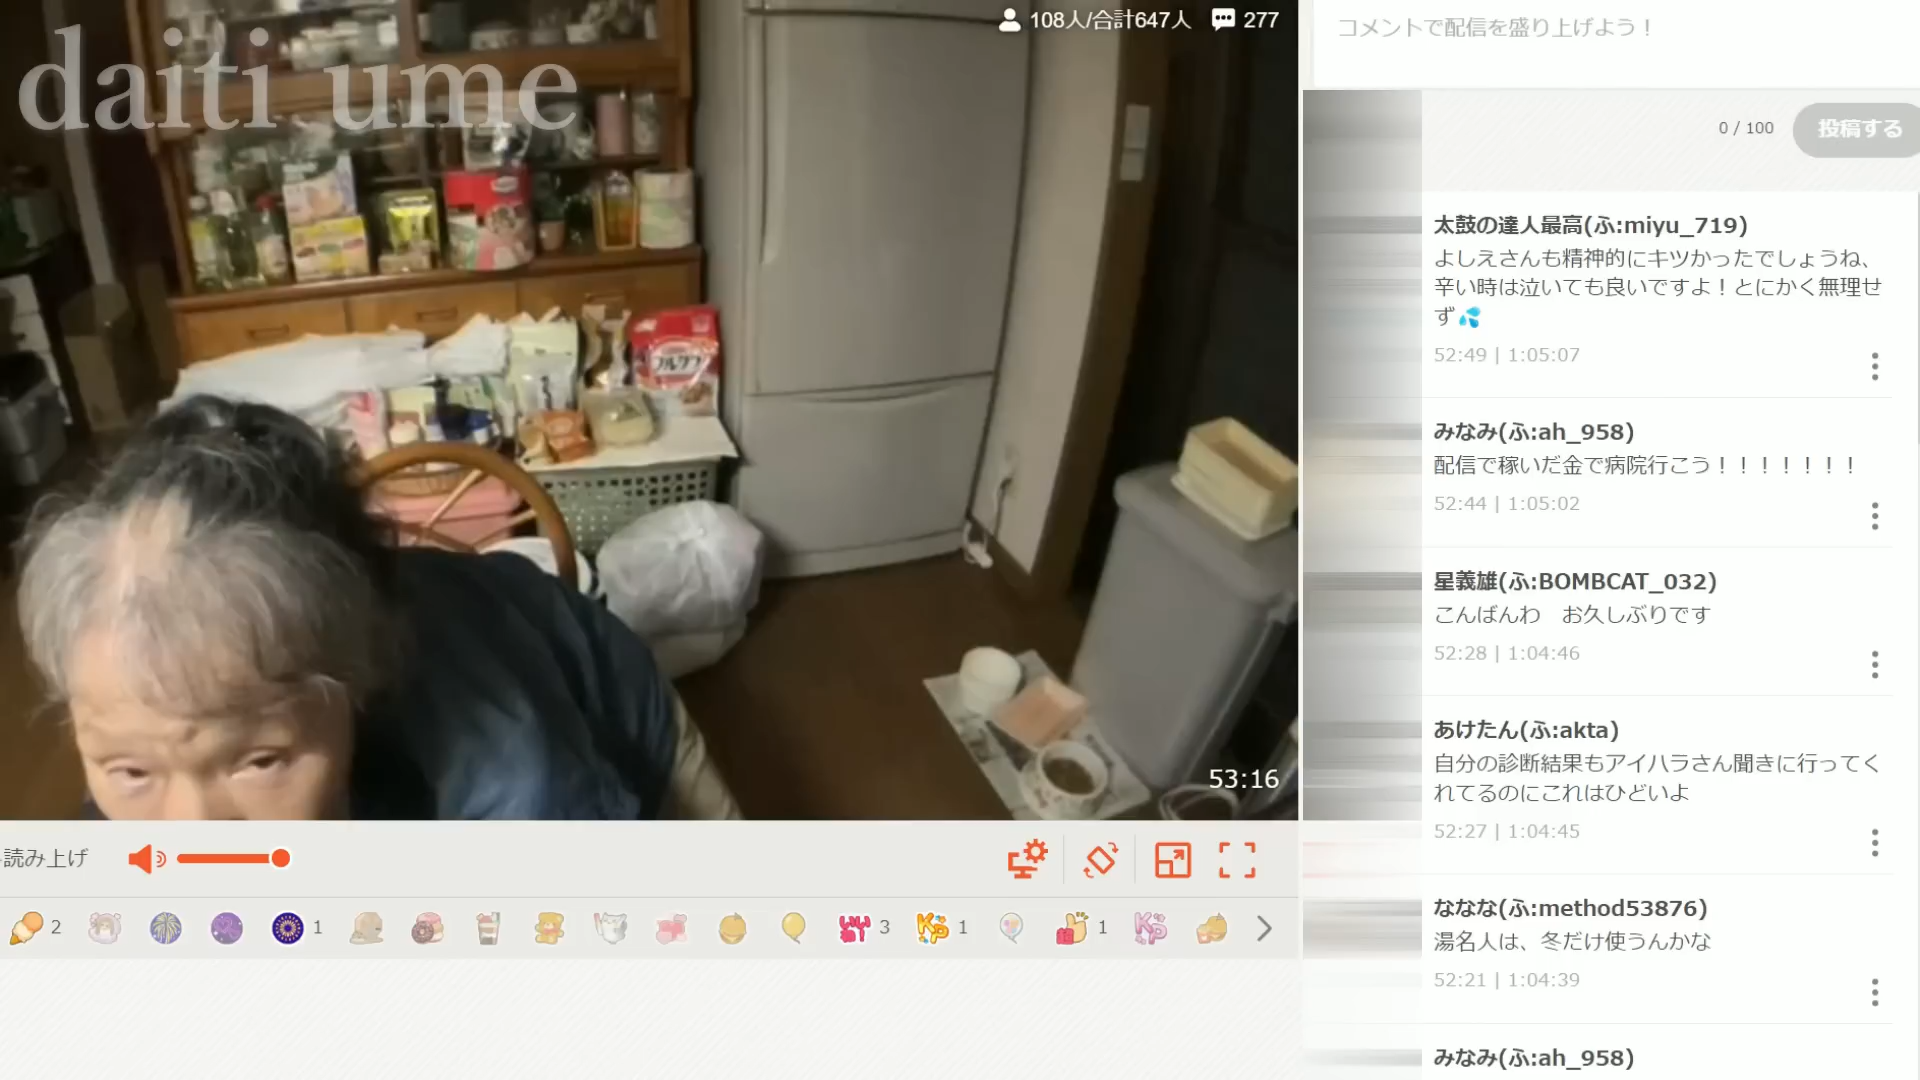 daiti ume
108人/合計647人 277
フルグラ
53:16
読み上げ
2
1
3
1
1
コメントで配信を盛り上げよう！
0 / 100
投稿する
太鼓の達人最高(ふ:miyu_719)
よしえさんも精神的にキツかったでしょうね、
辛い時は泣いても良いですよ！とにかく無理せ
ず💦
52:49 | 1:05:07
みなみ(ふ:ah_958)
配信で稼いだ金で病院行こう！！！！！！！
52:44 | 1:05:02
星義雄(ふ:BOMBCAT_032)
こんばんわ　お久しぶりです
52:28 | 1:04:46
あけたん(ふ:akta)
自分の診断結果もアイハラさん聞きに行ってく
れてるのにこれはひどいよ
52:27 | 1:04:45
ななな(ふ:method53876)
湯名人は、冬だけ使うんかな
52:21 | 1:04:39
みなみ(ふ:ah_958)